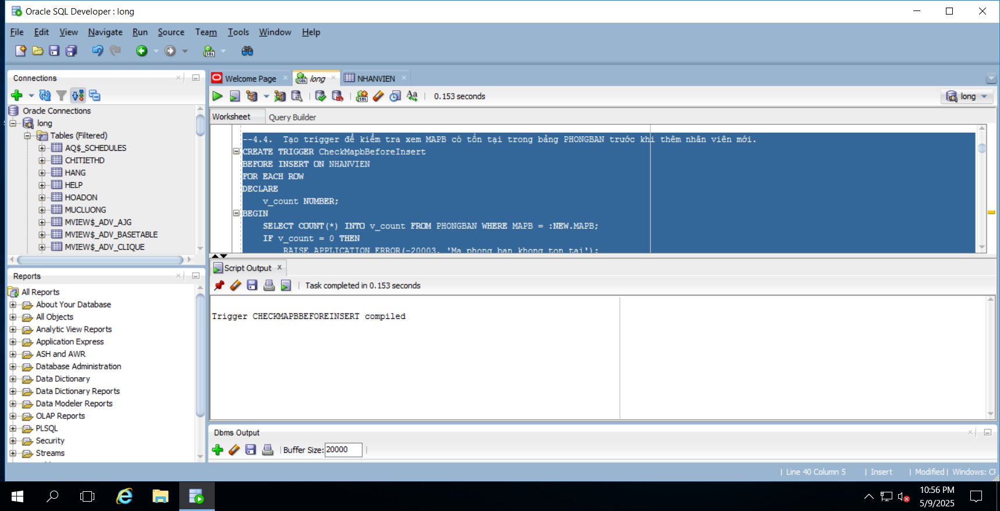 Oracle SQL Developer : long
File Edit View Navigate Run Source Team Tools Window Help
Connections
Oracle Connections
long
Tables (Filtered)
AQ$_SCHEDULES
CHITIETHD
HANG
HELP
HOADON
MUCLUONG
MVIEW$_ADV_AJG
MVIEW$_ADV_BASETABLE
MVIEW$_ADV_CLIQUE
Reports
All Reports
About Your Database
All Objects
Analytic View Reports
Application Express
ASH and AWR
Database Administration
Data Dictionary
Data Dictionary Reports
Data Modeler Reports
OLAP Reports
PLSQL
Security
Streams
Welcome Page long NHANVIEN
0.153 seconds
long
Worksheet Query Builder
--4.4. Tạo trigger để kiểm tra xem MAPB có tồn tại trong bảng PHONGBAN trước khi thêm nhân viên mới.
CREATE TRIGGER CheckMapbBeforeInsert
BEFORE INSERT ON NHANVIEN
FOR EACH ROW
DECLARE
v_count NUMBER;
BEGIN
SELECT COUNT(*) INTO v_count FROM PHONGBAN WHERE MAPB = :NEW.MAPB;
IF v_count = 0 THEN
RAISE_APPLICATION_ERROR(-20003, 'Ma phong ban khong ton tai');
Script Output
Task completed in 0.153 seconds
Trigger CHECKMAPBBEFOREINSERT compiled
Dbms Output
Buffer Size: 20000
Line 40 Column 5 | Insert | Modified | Windows: CF
10:56 PM
5/9/2025